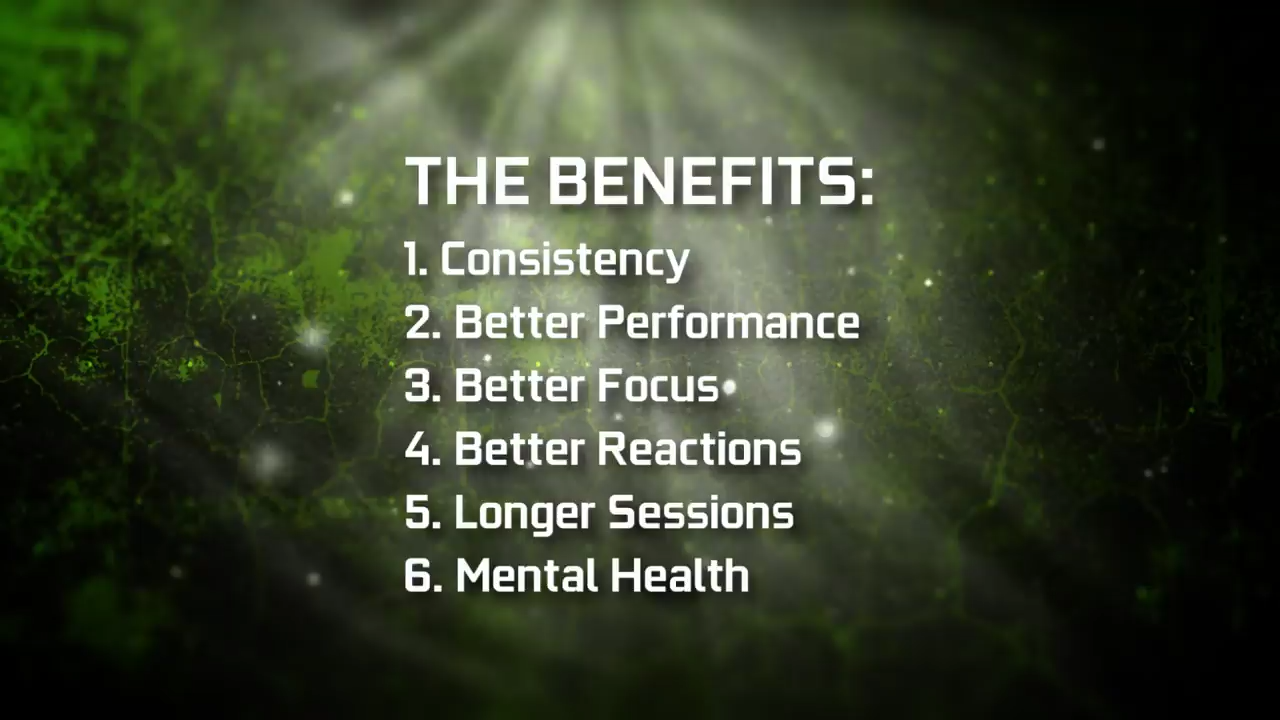 THE BENEFITS:
1. Consistency
2. Better Performance
3. Better Focus
4. Better Reactions
5. Longer Sessions
6. Mental Health